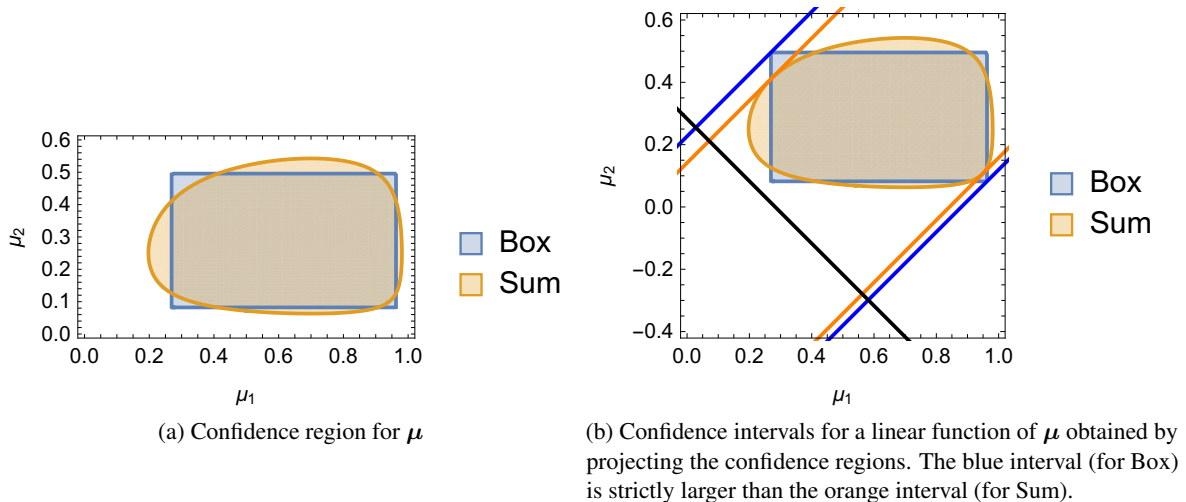 0.6
0.5
0.4
0.3
0.2
0.1
0.0
μ2
0.0 0.2 0.4 0.6 0.8 1.0
μ1
Box
Sum
(a) Confidence region for μ
0.6
0.4
0.2
0.0
−0.2
−0.4
μ2
0.0 0.2 0.4 0.6 0.8 1.0
μ1
Box
Sum
(b) Confidence intervals for a linear function of μ obtained by
projecting the confidence regions. The blue interval (for Box)
is strictly larger than the orange interval (for Sum).